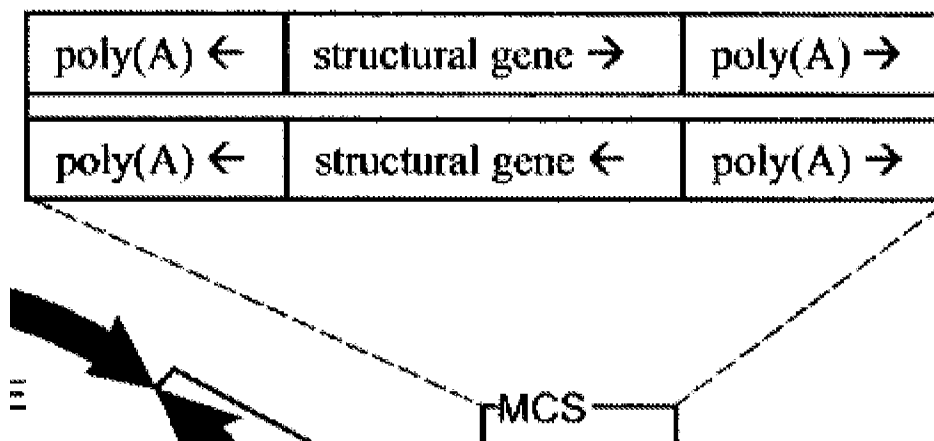 poly(A) ← structural gene → poly(A) →
poly(A) ← structural gene ← poly(A) →
MCS